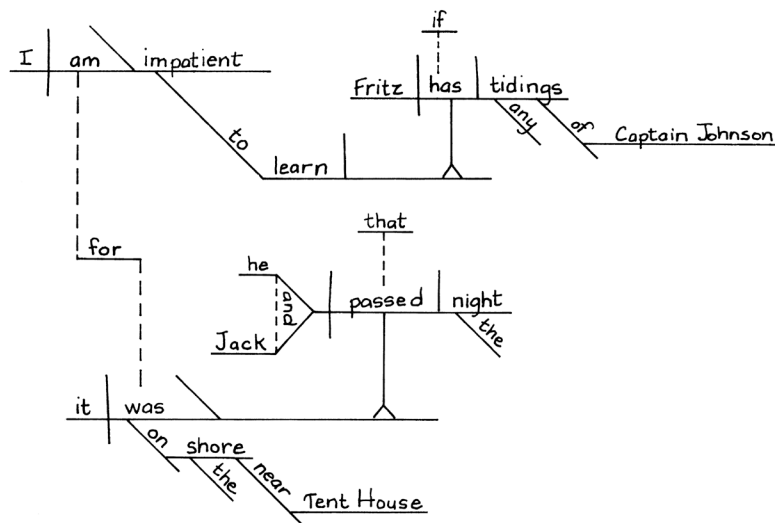 if
I am impatient
Fritz has tidings
any of
Captain Johnson
to
learn
that
for
he
and
passed night
the
Jack
it was
on shore
the near
Tent House